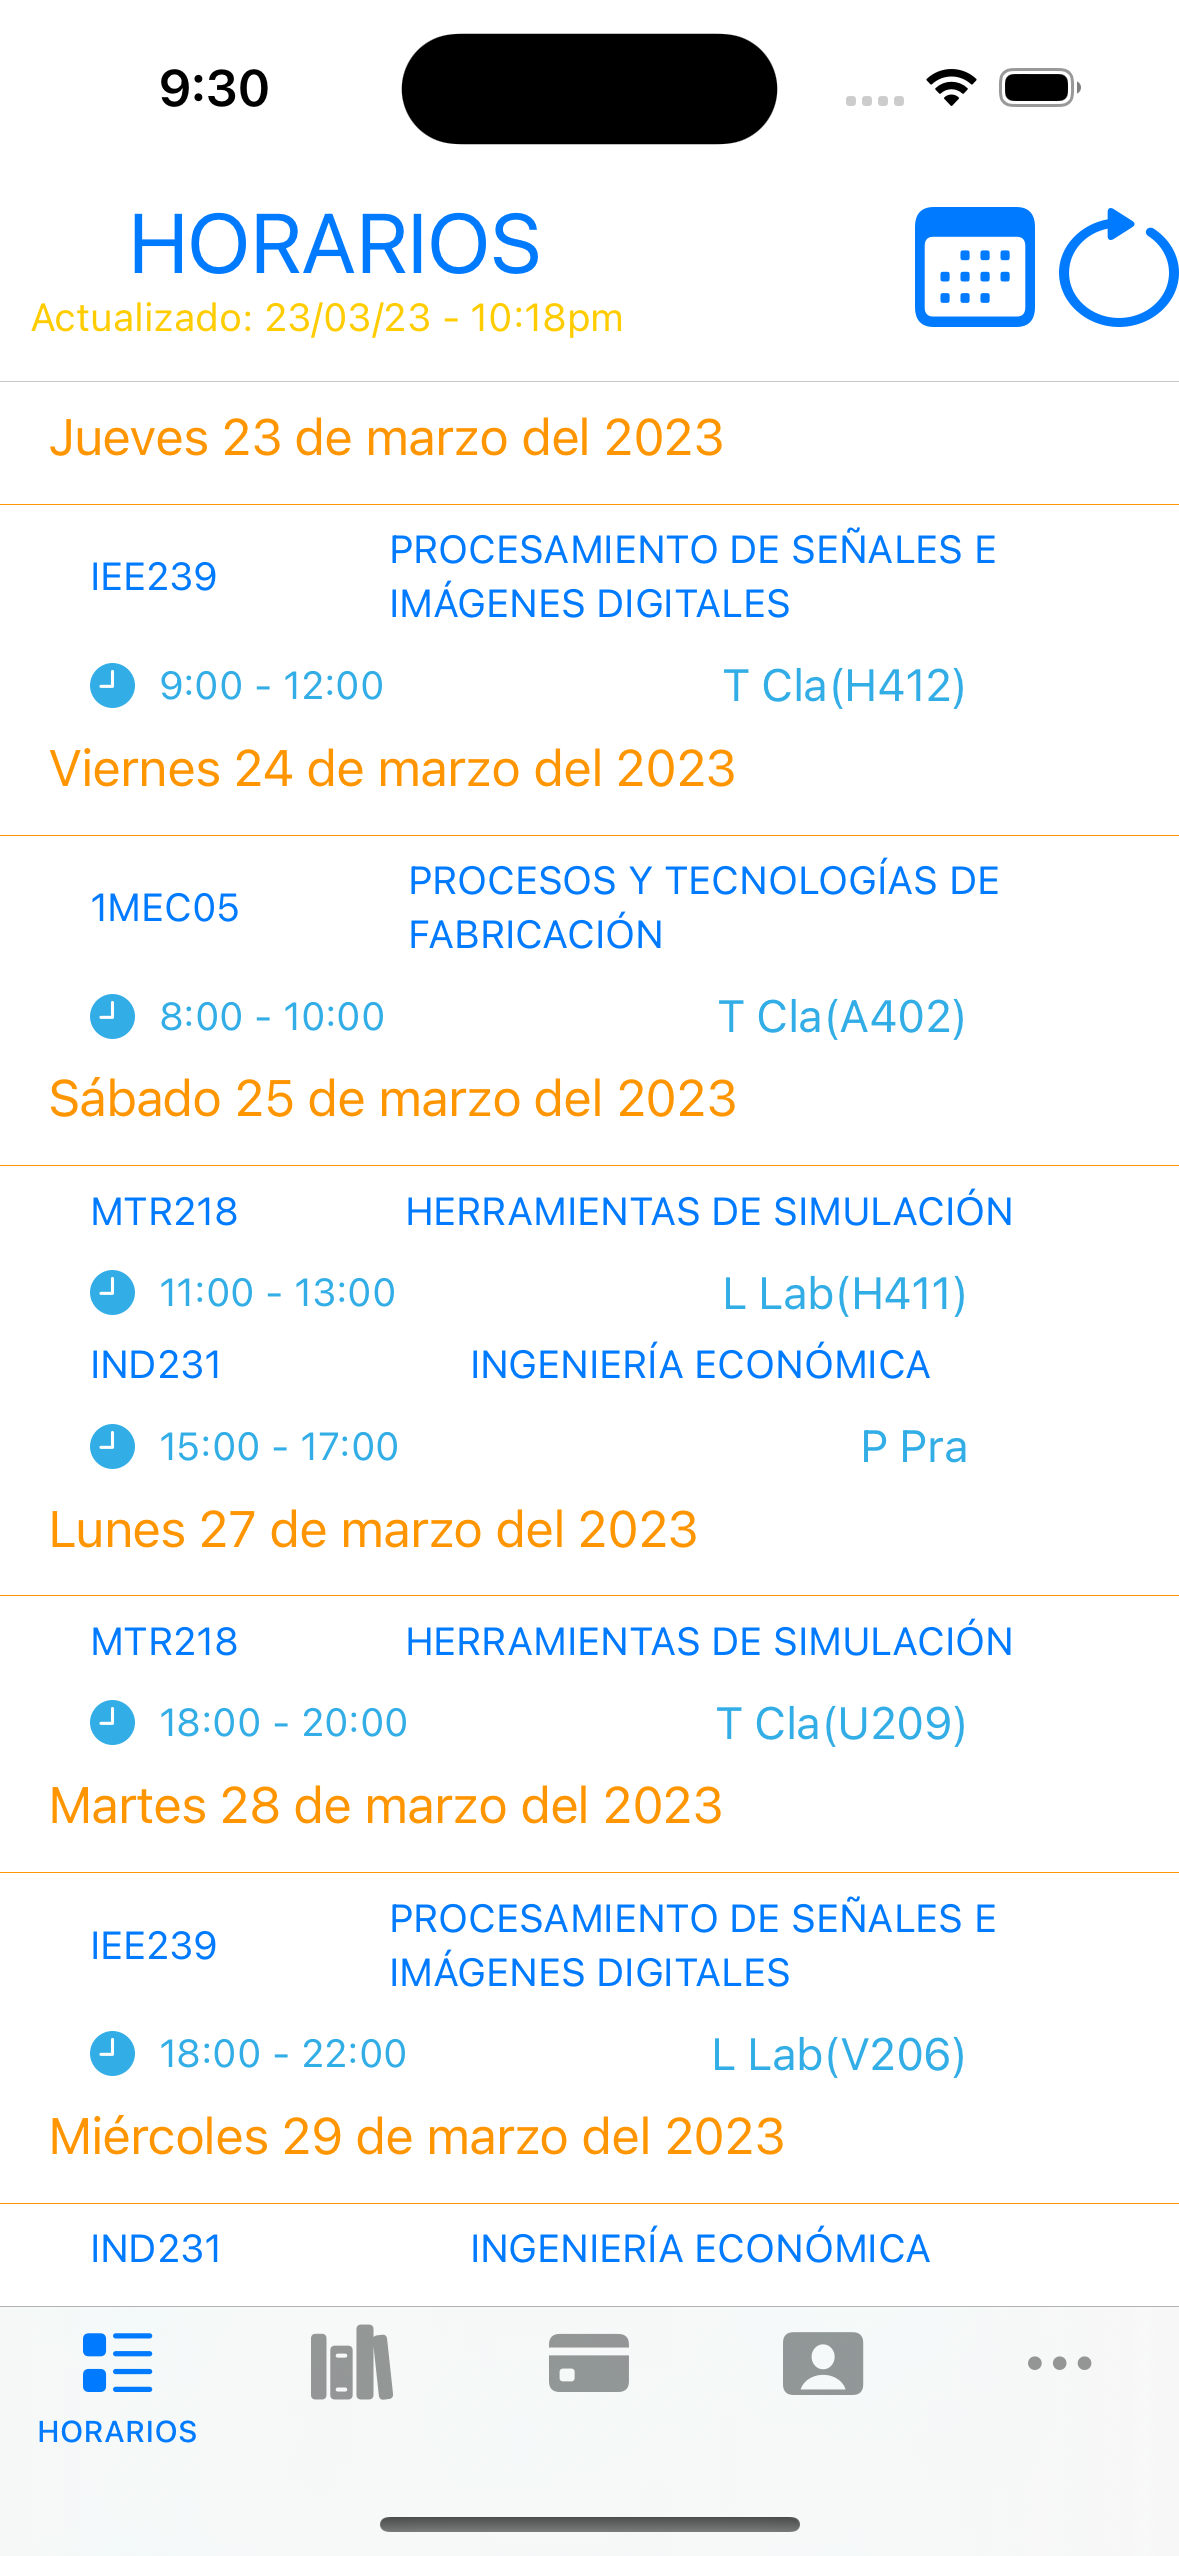 9:30
HORARIOS
Actualizado: 23/03/23 - 10:18pm
Jueves 23 de marzo del 2023
IEE239
PROCESAMIENTO DE SEÑALES E
IMÁGENES DIGITALES
9:00 - 12:00
T Cla(H412)
Viernes 24 de marzo del 2023
1MEC05
PROCESOS Y TECNOLOGÍAS DE
FABRICACIÓN
8:00 - 10:00
T Cla(A402)
Sábado 25 de marzo del 2023
MTR218
HERRAMIENTAS DE SIMULACIÓN
11:00 - 13:00
L Lab(H411)
IND231
INGENIERÍA ECONÓMICA
15:00 - 17:00
P Pra
Lunes 27 de marzo del 2023
MTR218
HERRAMIENTAS DE SIMULACIÓN
18:00 - 20:00
T Cla(U209)
Martes 28 de marzo del 2023
IEE239
PROCESAMIENTO DE SEÑALES E
IMÁGENES DIGITALES
18:00 - 22:00
L Lab(V206)
Miércoles 29 de marzo del 2023
IND231
INGENIERÍA ECONÓMICA
HORARIOS